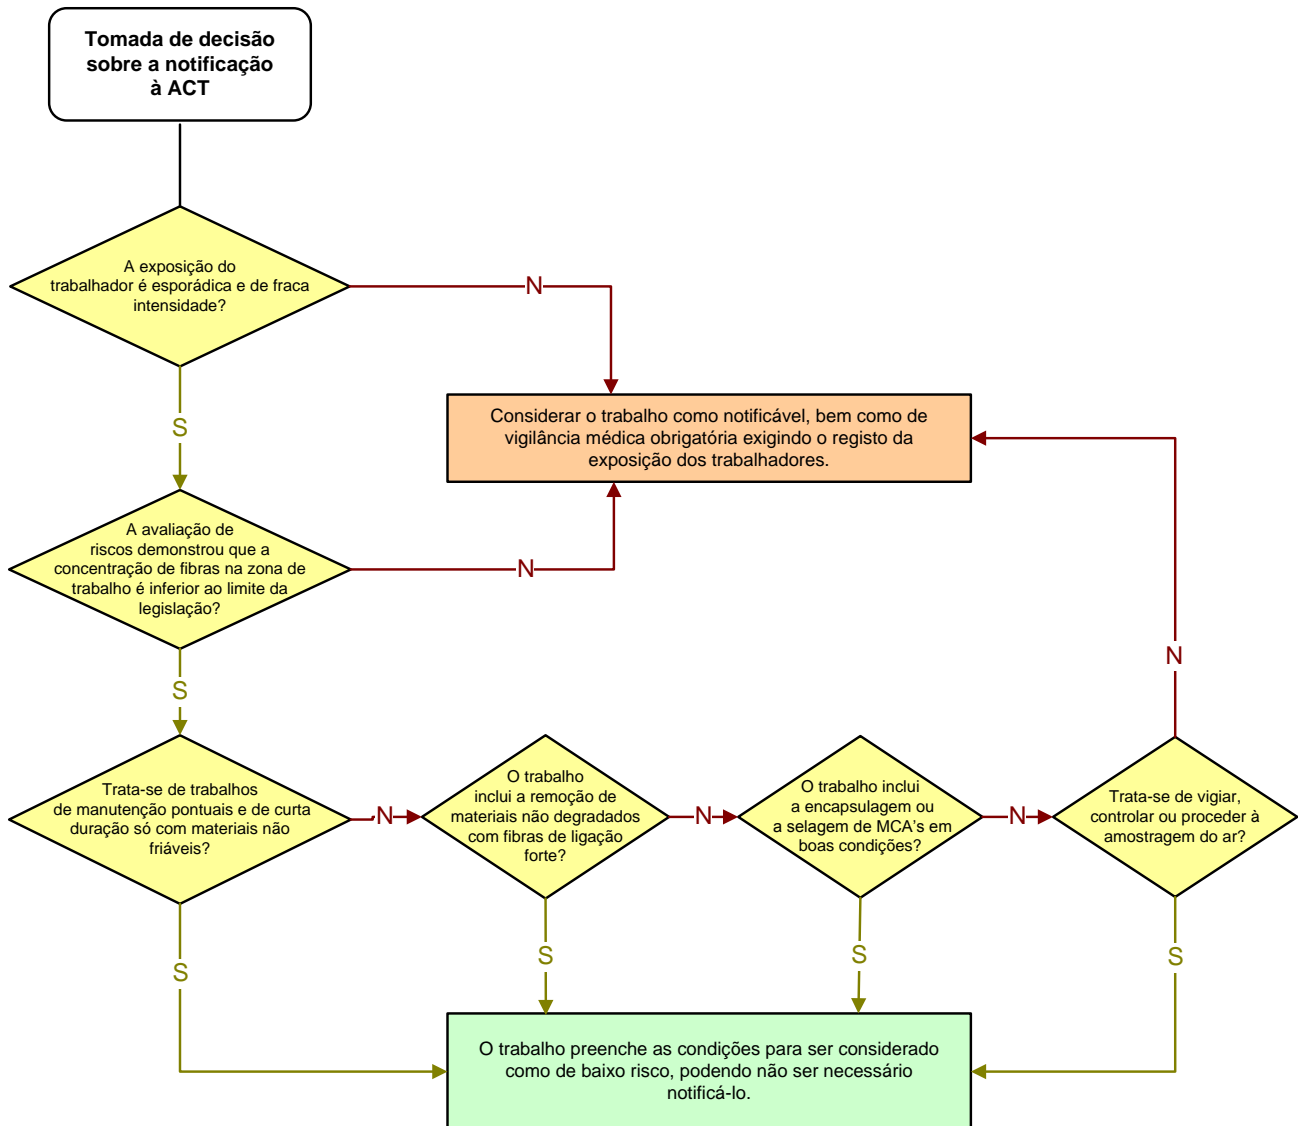 Tomada de decisão
sobre a notificação
à ACT
A exposição do
trabalhador é esporádica e de fraca
intensidade?
N
S
Considerar o trabalho como notificável, bem como de
vigilância médica obrigatória exigindo o registo da
exposição dos trabalhadores.
A avaliação de
riscos demonstrou que a
concentração de fibras na zona de
trabalho é inferior ao limite da
legislação?
N
S
Trata-se de trabalhos
de manutenção pontuais e de curta
duração só com materiais não
friáveis?
N
O trabalho
inclui a remoção de
materiais não degradados
com fibras de ligação
forte?
N
O trabalho inclui
a encapsulagem ou
a selagem de MCA's em
boas condições?
N
Trata-se de vigiar,
controlar ou proceder à
amostragem do ar?
N
S
S
S
S
O trabalho preenche as condições para ser considerado
como de baixo risco, podendo não ser necessário
notificá-lo.